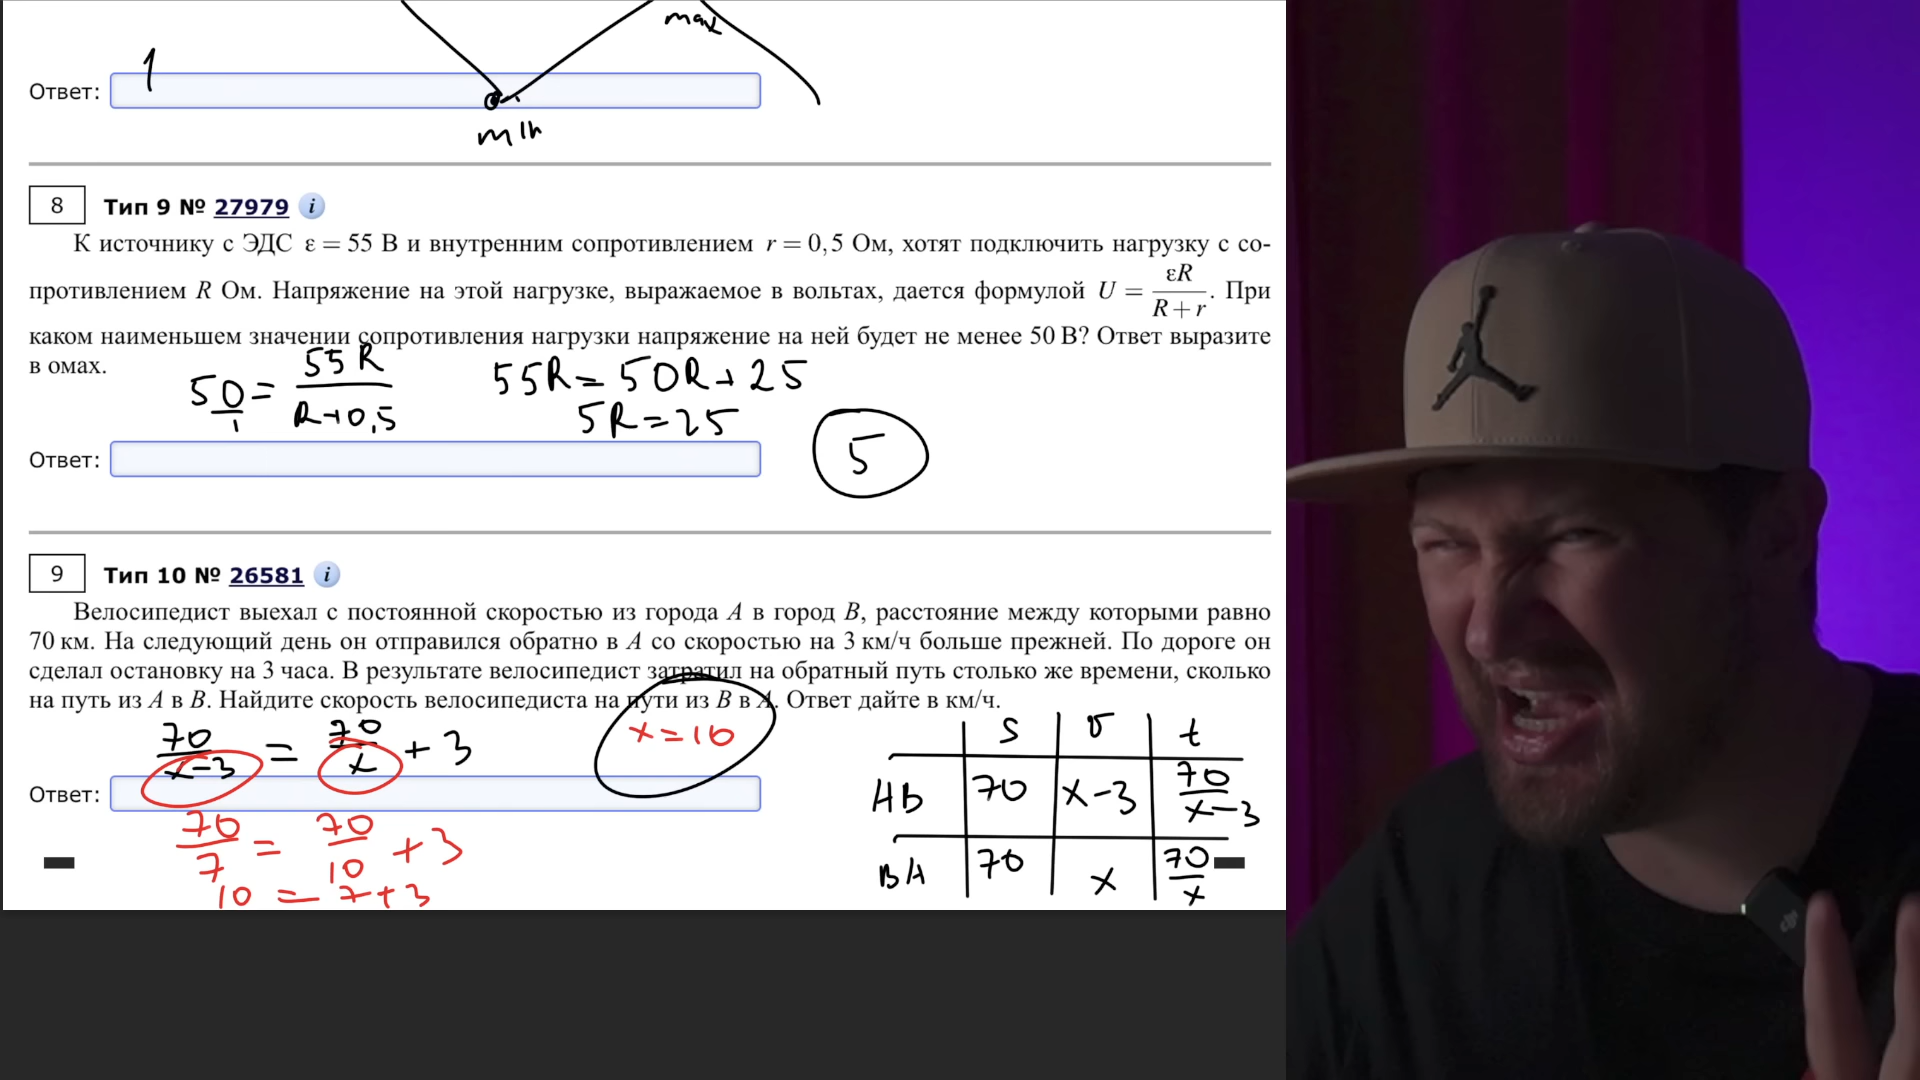 max
1
Ответ:
min
8 Тип 9 № 27979 i
К источнику с ЭДС ε = 55 В и внутренним сопротивлением r = 0,5 Ом, хотят подключить нагрузку с со-
противлением R Ом. Напряжение на этой нагрузке, выражаемое в вольтах, дается формулой U = εR / (R + r). При
каком наименьшем значении сопротивления нагрузки напряжение на ней будет не менее 50 В? Ответ выразите
в омах.
50/1 = 55R / (R+0,5)
55R = 50R + 25
5R = 25
5
Ответ:
9 Тип 10 № 26581 i
Велосипедист выехал с постоянной скоростью из города A в город B, расстояние между которыми равно
70 км. На следующий день он отправился обратно в A со скоростью на 3 км/ч больше прежней. По дороге он
сделал остановку на 3 часа. В результате велосипедист затратил на обратный путь столько же времени, сколько
на путь из A в B. Найдите скорость велосипедиста на пути из B в A. Ответ дайте в км/ч.
70/(x−3) = 70/x + 3
x = 10
Ответ:
70/7 = 70/10 + 3
10 = 7 + 3
S v t
AB 70 x−3 70/(x−3)
BA 70 x 70/x
dji